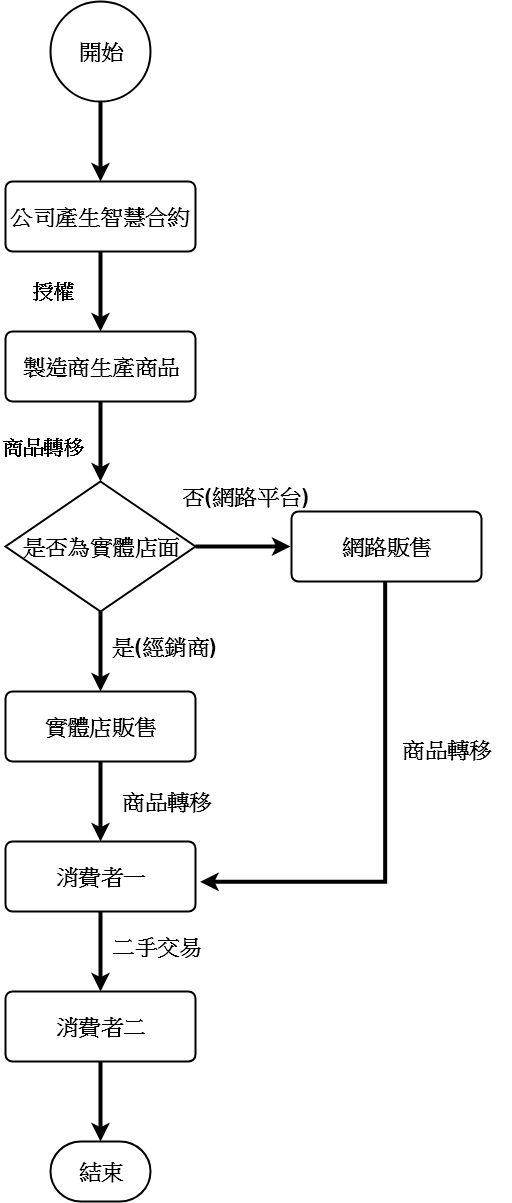 開始
公司產生智慧合約
授權
製造商生產商品
商品轉移
否(網路平台)
是否為實體店面
網路販售
是(經銷商)
實體店販售
商品轉移
商品轉移
消費者一
二手交易
消費者二
結束